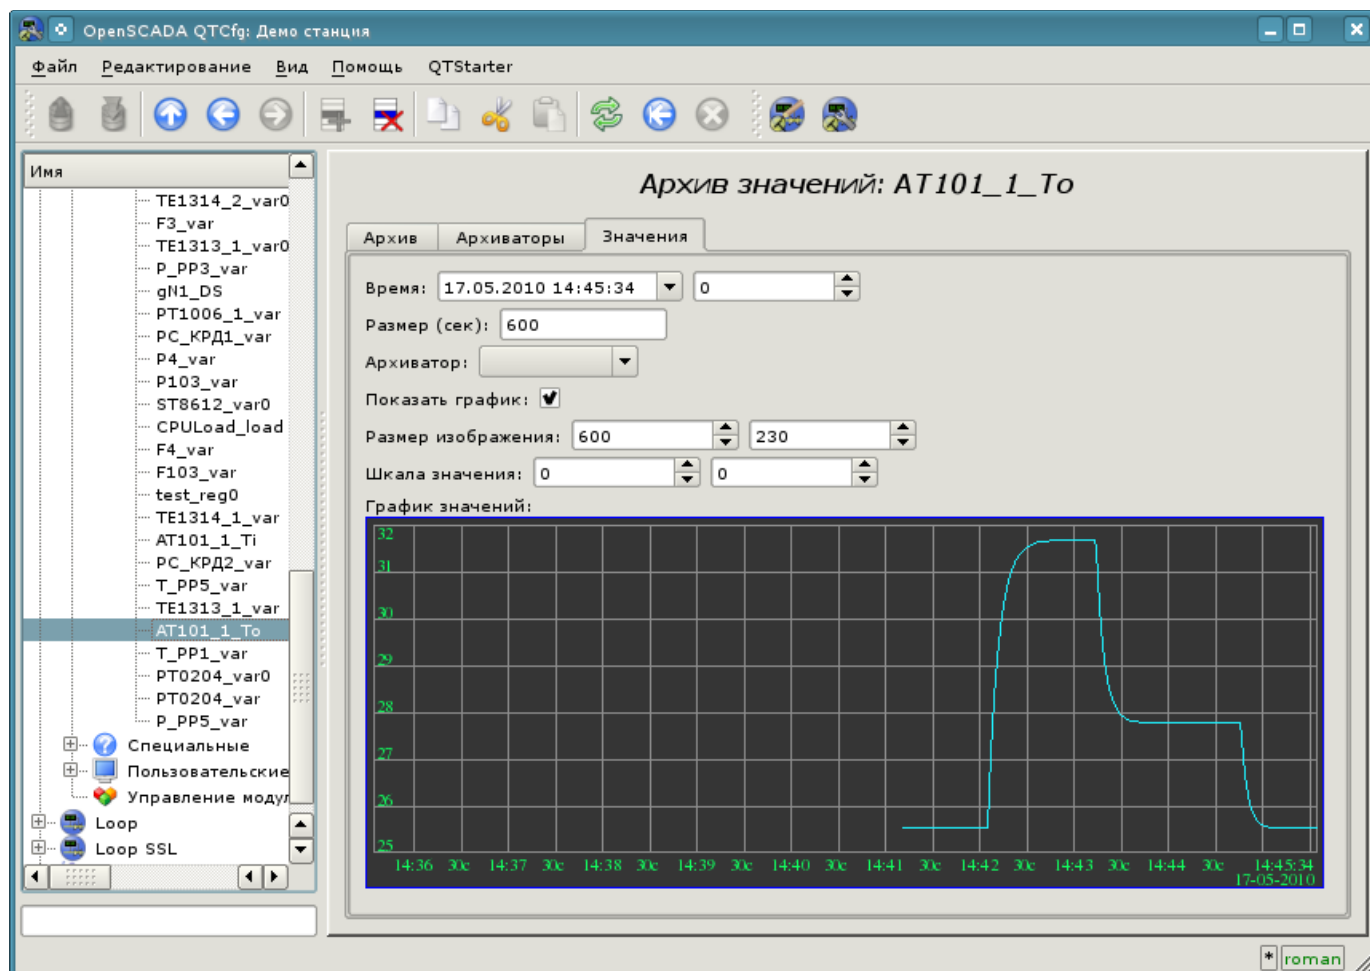 OpenSCADA QTCfg: Демо станция
Файл Редактирование Вид Помощь QTStarter
Имя
TE1314_2_var0
F3_var
TE1313_1_var0
P_PP3_var
gN1_DS
PT1006_1_var
PC_КРД1_var
P4_var
P103_var
ST8612_var0
CPULoad_load
F4_var
F103_var
test_reg0
TE1314_1_var
AT101_1_Ti
PC_КРД2_var
T_PP5_var
TE1313_1_var
AT101_1_To
T_PP1_var
PT0204_var0
PT0204_var
P_PP5_var
Специальные
Пользовательские
Управление модул
Loop
Loop SSL
Архив значений: AT101_1_To
Архив Архиваторы Значения
Время: 17.05.2010 14:45:34 0
Размер (сек): 600
Архиватор:
Показать график:
Размер изображения: 600 230
Шкала значения: 0 0
График значений:
32
31
30
29
28
27
26
25
14:36 30с 14:37 30с 14:38 30с 14:39 30с 14:40 30с 14:41 30с 14:42 30с 14:43 30с 14:44 30с 14:45:34
17-05-2010
* roman